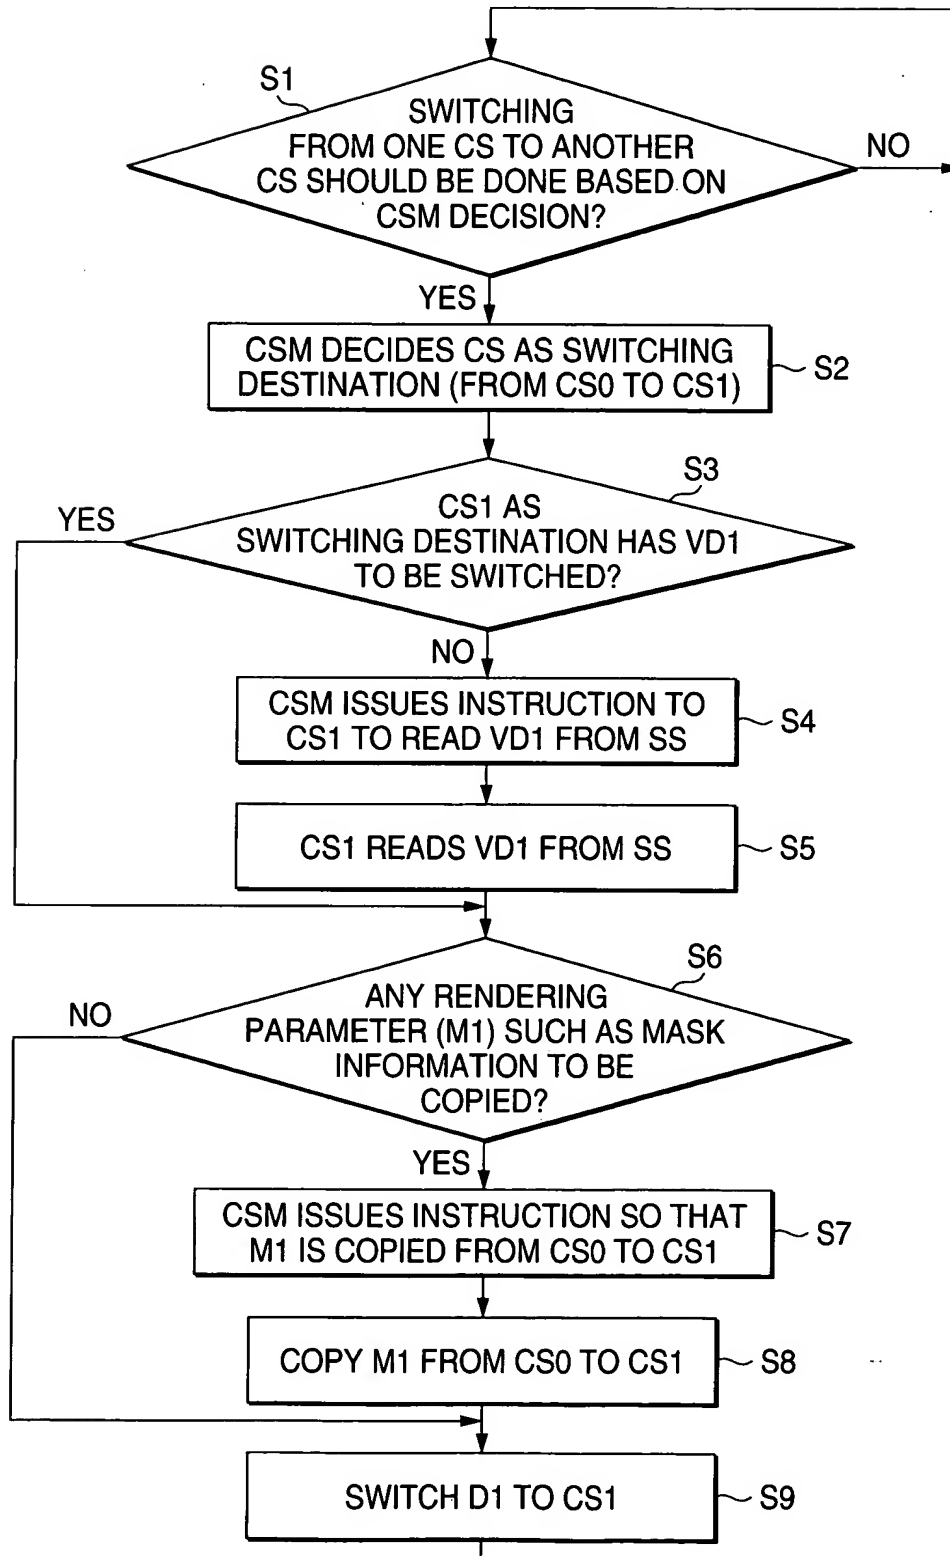 S1
SWITCHING
FROM ONE CS TO ANOTHER
CS SHOULD BE DONE BASED ON
CSM DECISION?
NO
YES
CSM DECIDES CS AS SWITCHING
DESTINATION (FROM CS0 TO CS1)
S2
S3
YES
CS1 AS
SWITCHING DESTINATION HAS VD1
TO BE SWITCHED?
NO
CSM ISSUES INSTRUCTION TO
CS1 TO READ VD1 FROM SS
S4
CS1 READS VD1 FROM SS
S5
S6
NO
ANY RENDERING
PARAMETER (M1) SUCH AS MASK
INFORMATION TO BE
COPIED?
YES
CSM ISSUES INSTRUCTION SO THAT
M1 IS COPIED FROM CS0 TO CS1
S7
COPY M1 FROM CS0 TO CS1
S8
SWITCH D1 TO CS1
S9